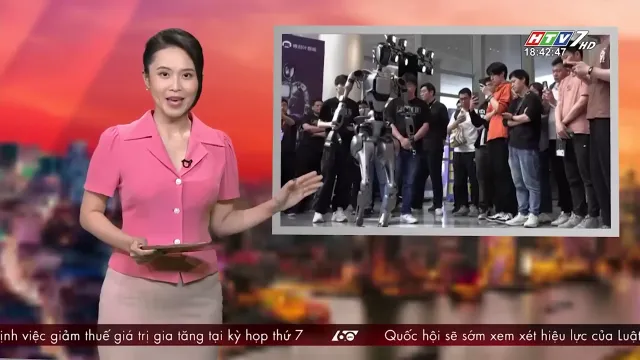 HTV7 HD
18:42:47
ịnh việc giảm thuế giá trị gia tăng tại kỳ họp thứ 7
60
Quốc hội sẽ sớm xem xét hiệu lực của Luật